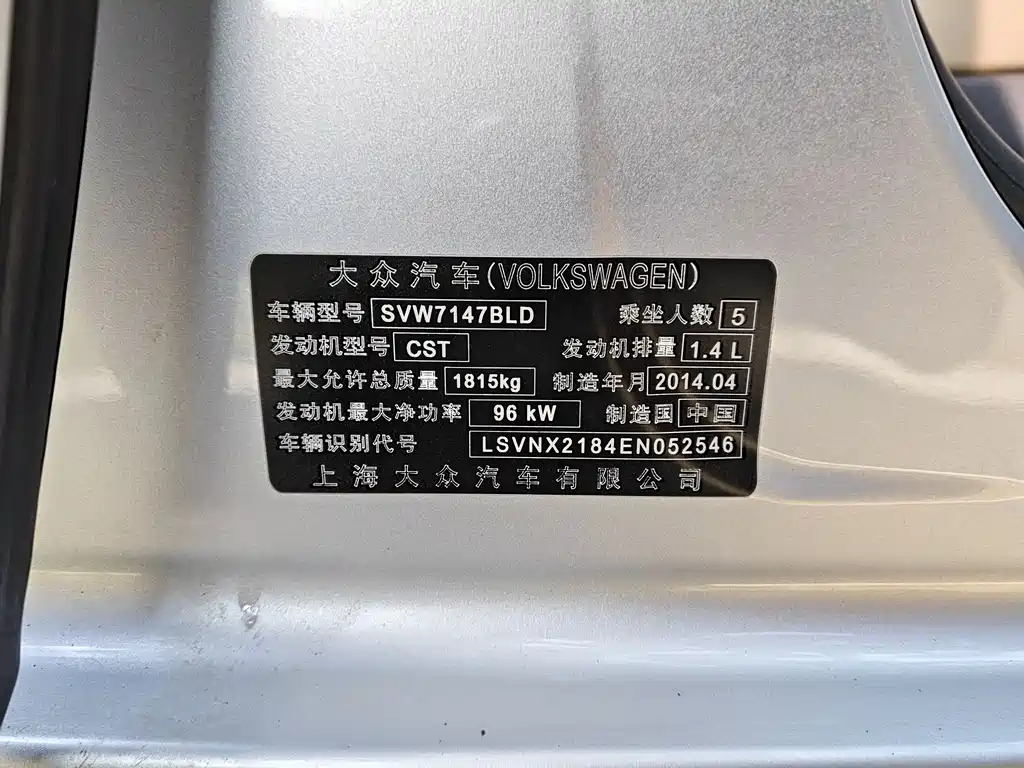 大众汽车(VOLKSWAGEN)
车辆型号 SVW7147BLD 乘坐人数 5
发动机型号 CST 发动机排量 1.4 L
最大允许总质量 1815kg 制造年月 2014.04
发动机最大净功率 96 kW 制造国 中国
车辆识别代号 LSVNX2184EN052546
上海大众汽车有限公司